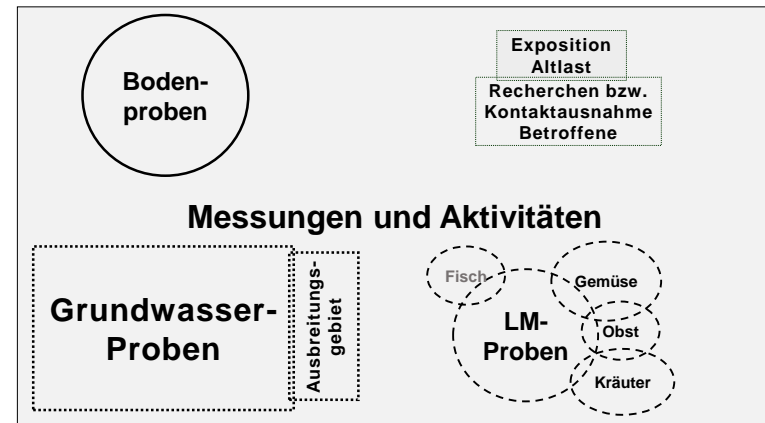 Boden-
proben
Exposition
Altlast
Recherchen bzw.
Kontaktausnahme
Betroffene
Messungen und Aktivitäten
Grundwasser-
Proben
Ausbreitungs-
gebiet
Fisch
LM-
Proben
Gemüse
Obst
Kräuter